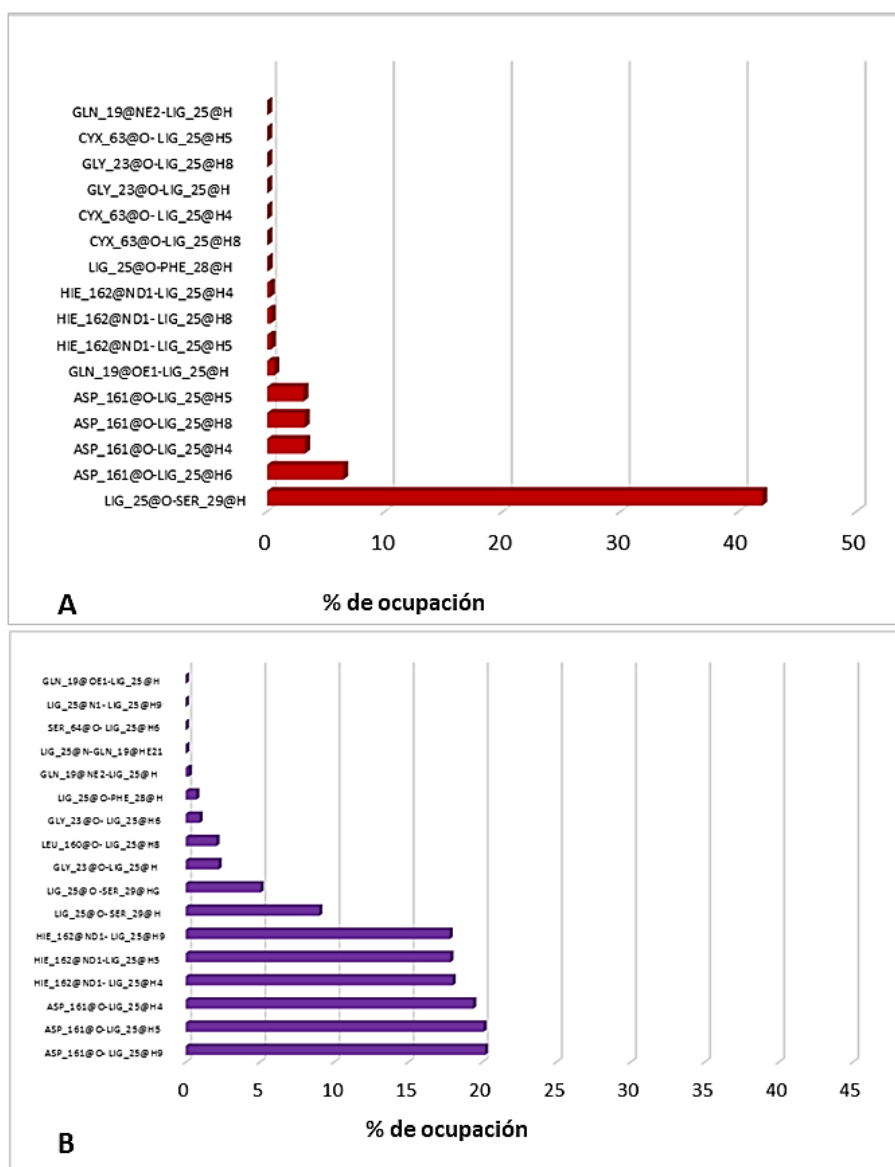 GLN_19@NE2-LIG_25@H
CYX_63@O- LIG_25@H5
GLY_23@O-LIG_25@H8
GLY_23@O-LIG_25@H
CYX_63@O- LIG_25@H4
CYX_63@O-LIG_25@H8
LIG_25@O-PHE_28@H
HIE_162@ND1-LIG_25@H4
HIE_162@ND1- LIG_25@H8
HIE_162@ND1- LIG_25@H5
GLN_19@OE1-LIG_25@H
ASP_161@O-LIG_25@H5
ASP_161@O-LIG_25@H8
ASP_161@O-LIG_25@H4
ASP_161@O-LIG_25@H6
LIG_25@O-SER_29@H
0 10 20 30 40 50
A % de ocupación
GLN_19@OE1-LIG_25@H
LIG_25@N1- LIG_25@H9
SER_64@O- LIG_25@H6
LIG_25@N-GLN_19@HE21
GLN_19@NE2-LIG_25@H
LIG_25@O-PHE_28@H
GLY_23@O- LIG_25@H6
LEU_160@O- LIG_25@H8
GLY_23@O-LIG_25@H
LIG_25@O -SER_29@HG
LIG_25@O- SER_29@H
HIE_162@ND1- LIG_25@H9
HIE_162@ND1-LIG_25@H5
HIE_162@ND1- LIG_25@H4
ASP_161@O-LIG_25@H4
ASP_161@O-LIG_25@H5
ASP_161@O- LIG_25@H9
0 5 10 15 20 25 30 35 40 45
% de ocupación
B